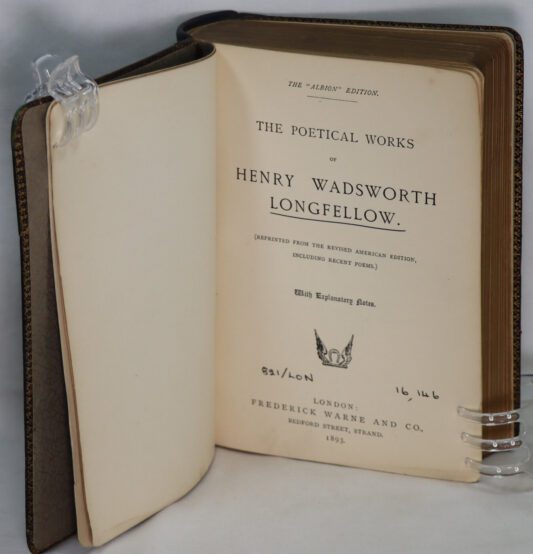 THE "ALBION" EDITION.
THE POETICAL WORKS
OF
HENRY WADSWORTH
LONGFELLOW.
(REPRINTED FROM THE REVISED AMERICAN EDITION,
INCLUDING RECENT POEMS.)
With Explanatory Notes.
891/LON
16,146
LONDON:
FREDERICK WARNE AND CO.,
BEDFORD STREET, STRAND.
1893.